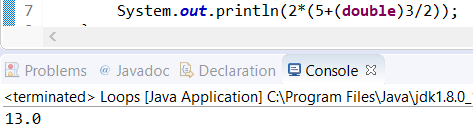 7 System.out.println(2*(5+(double)3/2));
Problems @ Javadoc Declaration Console
<terminated> Loops [Java Application] C:\Program Files\Java\jdk1.8.0_
13.0